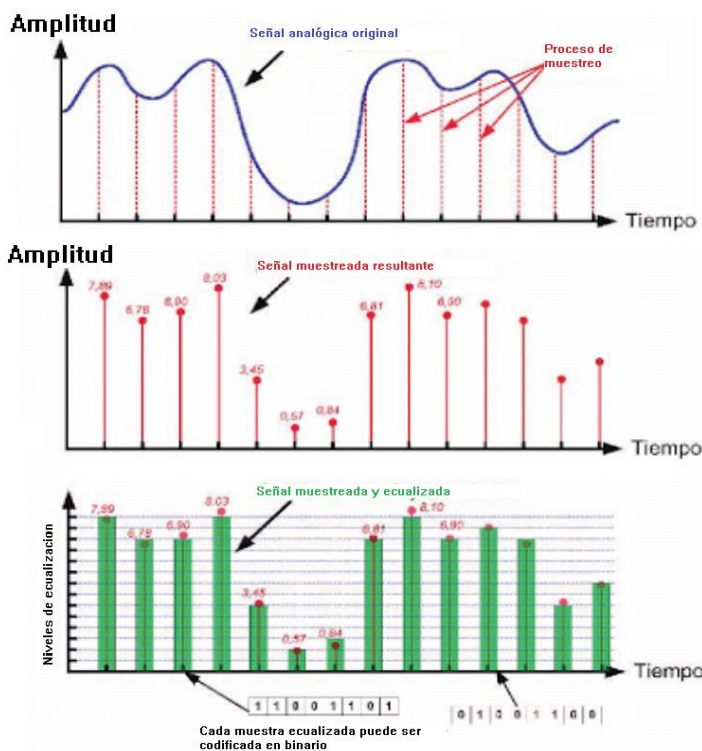 Amplitud
Señal analógica original
Proceso de
muestreo
Tiempo
Amplitud
Señal muestreada resultante
7,89
6,78
6,90
8,03
3,45
0,57
0,84
6,81
8,10
6,90
Tiempo
Niveles de ecualizacion
Señal muestreada y ecualizada
7,89
6,78
6,90
8,03
3,45
0,57
0,84
6,81
8,10
6,90
Tiempo
1 1 0 0 1 1 0 1
0 1 0 0 1 1 0 0
Cada muestra ecualizada puede ser
codificada en binario